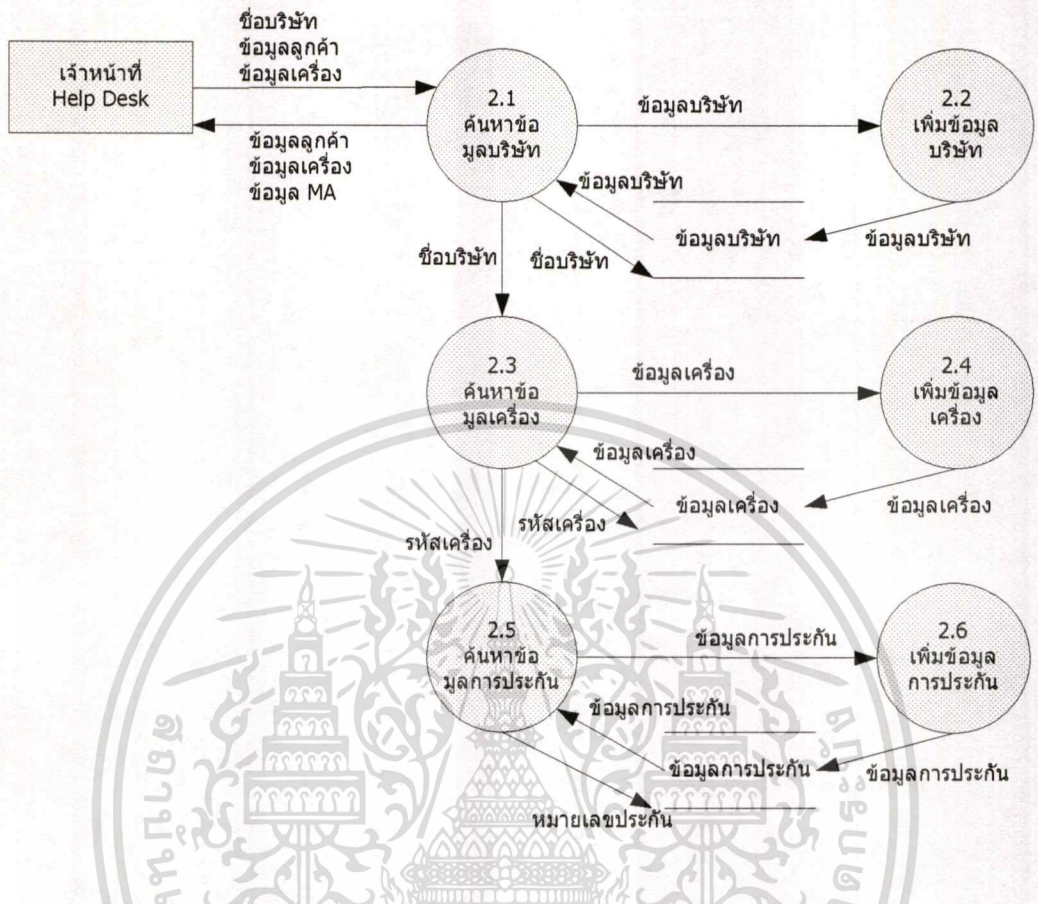 ชื่อบริษัท
ข้อมูลลูกค้า
ข้อมูลเครื่อง
เจ้าหน้าที่
Help Desk
ข้อมูลลูกค้า
ข้อมูลเครื่อง
ข้อมูล MA
2.1
ค้นหาข้อ
มูลบริษัท
ข้อมูลบริษัท
2.2
เพิ่มข้อมูล
บริษัท
ข้อมูลบริษัท
ข้อมูลบริษัท
ข้อมูลบริษัท
ชื่อบริษัท
ชื่อบริษัท
2.3
ค้นหาข้อ
มูลเครื่อง
ข้อมูลเครื่อง
2.4
เพิ่มข้อมูล
เครื่อง
ข้อมูลเครื่อง
ข้อมูลเครื่อง
ข้อมูลเครื่อง
รหัสเครื่อง
รหัสเครื่อง
2.5
ค้นหาข้อ
มูลการประกัน
ข้อมูลการประกัน
2.6
เพิ่มข้อมูล
การประกัน
ข้อมูลการประกัน
ข้อมูลการประกัน
ข้อมูลการประกัน
หมายเลขประกัน